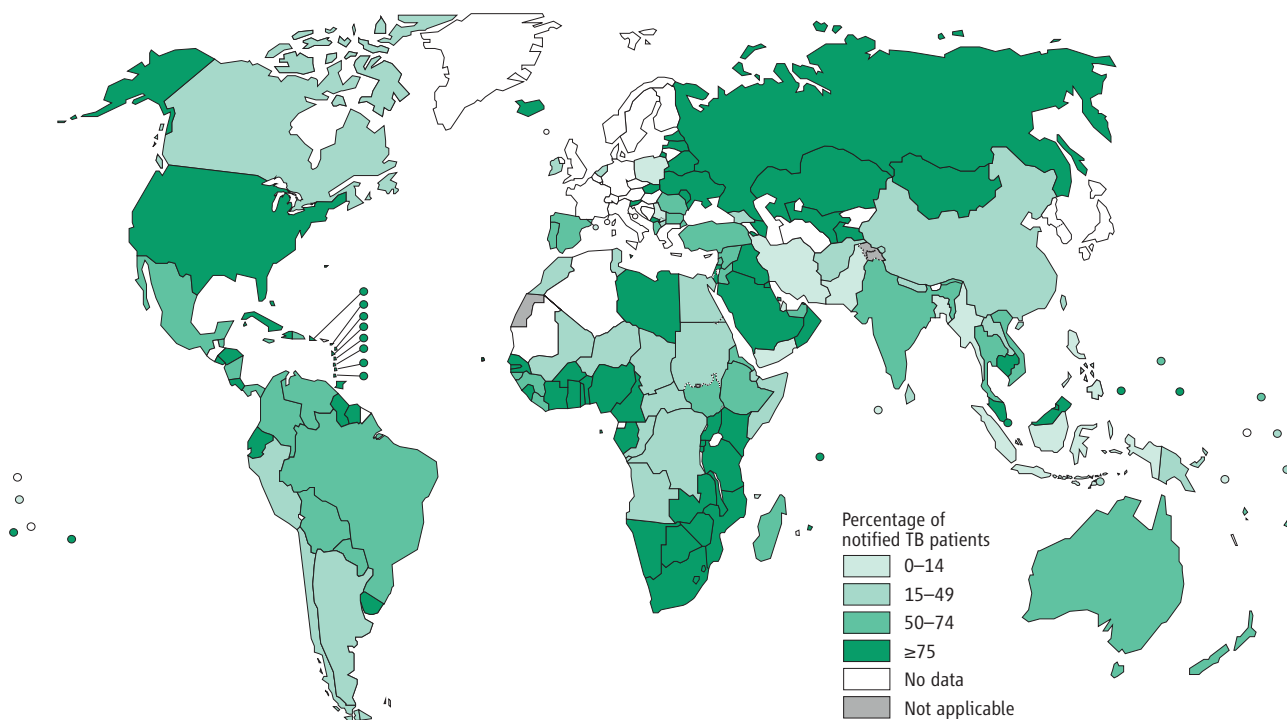 Percentage of
notified TB patients
0–14
15–49
50–74
≥75
No data
Not applicable